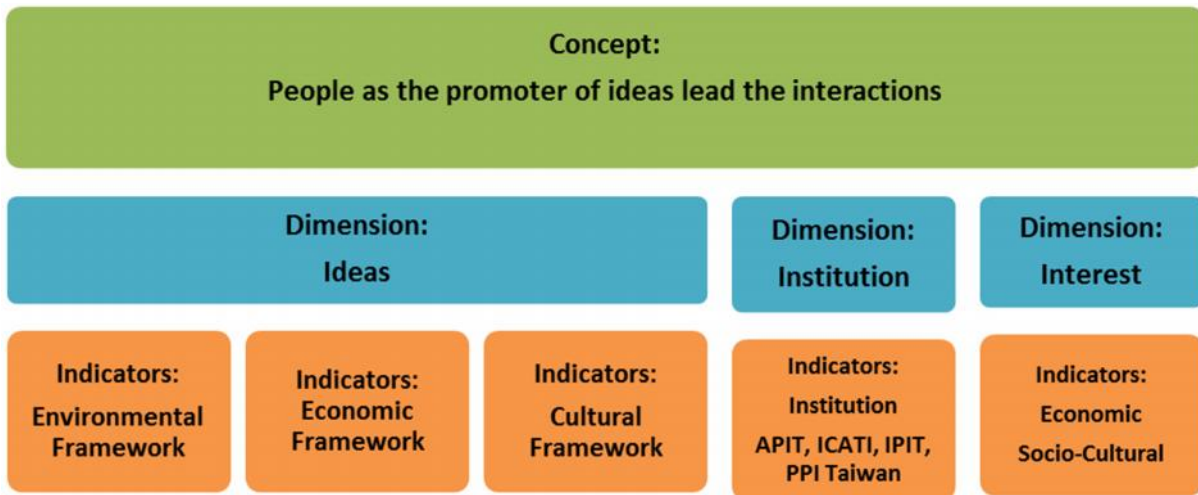 Concept:
People as the promoter of ideas lead the interactions
Dimension:
Ideas
Dimension:
Institution
Dimension:
Interest
Indicators:
Environmental
Framework
Indicators:
Economic
Framework
Indicators:
Cultural
Framework
Indicators:
Institution
APIT, ICATI, IPIT,
PPI Taiwan
Indicators:
Economic
Socio-Cultural